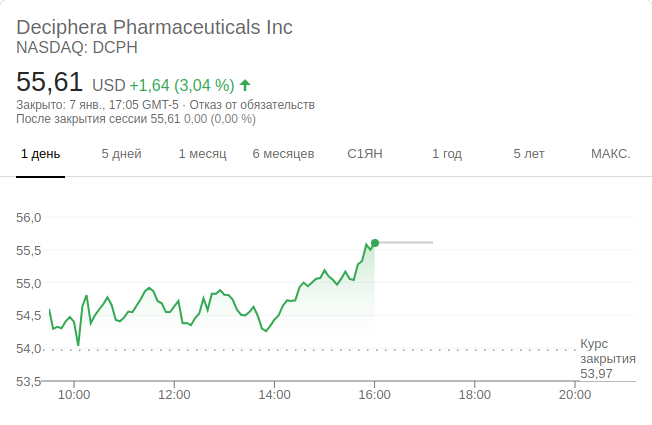 Deciphera Pharmaceuticals Inc
NASDAQ: DCPH
55,61 USD +1,64 (3,04 %)
Закрыто: 7 янв., 17:05 GMT-5 · Отказ от обязательств
После закрытия сессии 55,61 0,00 (0,00 %)
1 день 5 дней 1 месяц 6 месяцев С1ЯН 1 год 5 лет МАКС.
56,0
55,5
55,0
54,5
54,0
53,5
Курс
закрытия
53,97
10:00 12:00 14:00 16:00 18:00 20:00